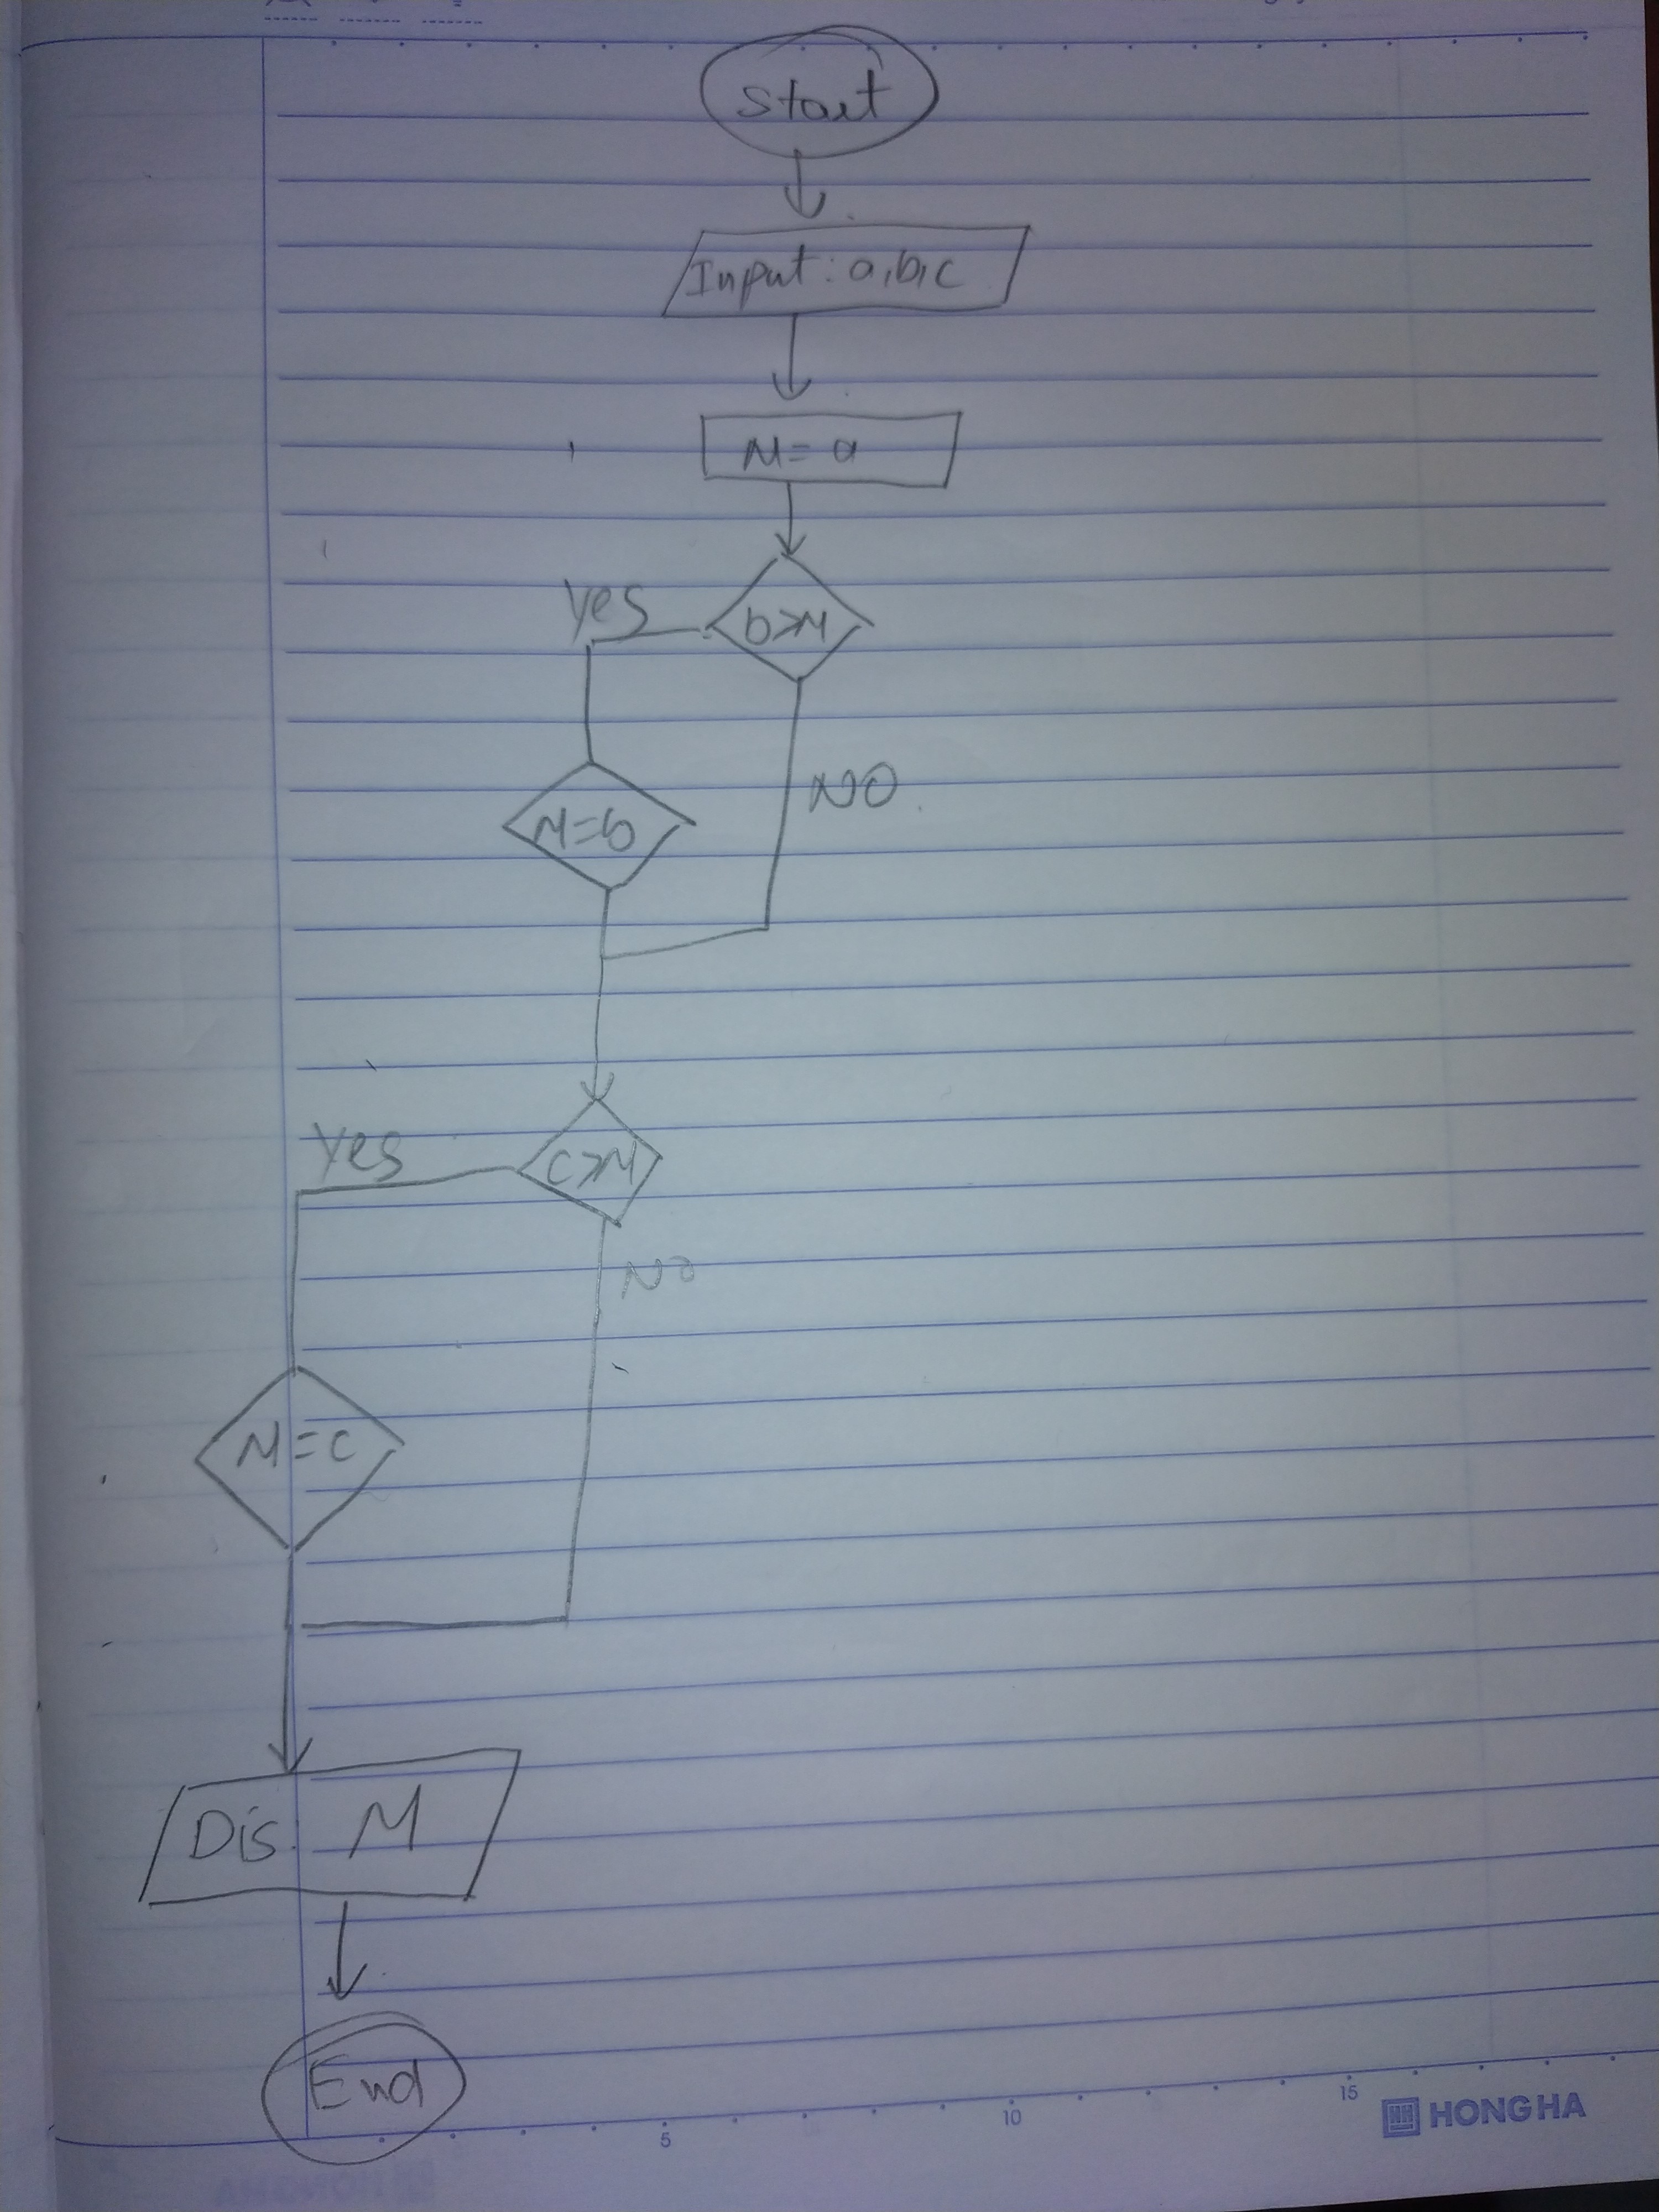 Start
Input: a,b,c
M = a
b>M
Yes
NO
M=b
c>M
Yes
NO
M=c
Dis. M
End
5
10
15
HONG HA